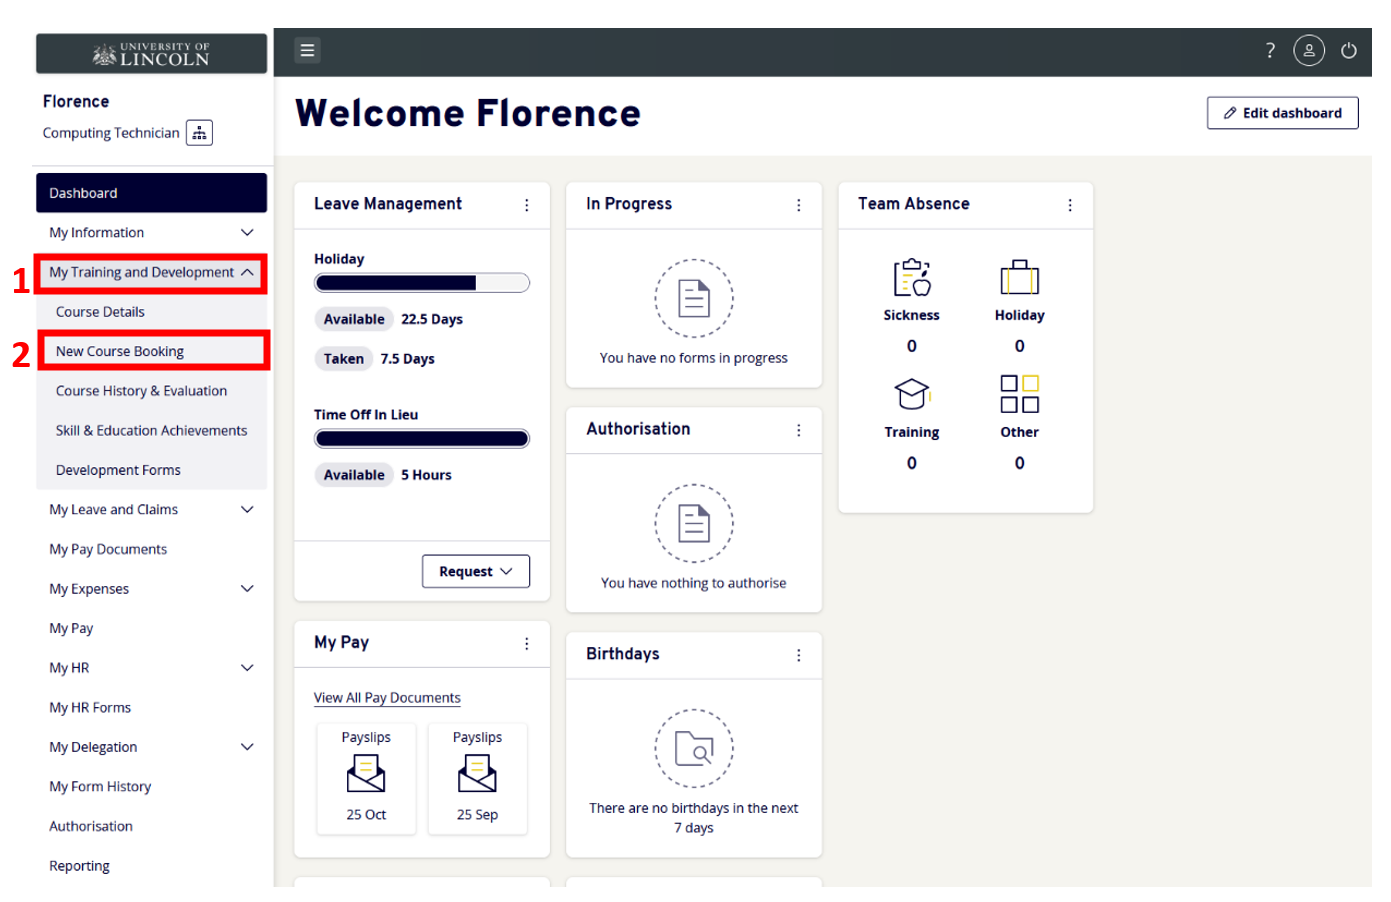 UNIVERSITY OF
LINCOLN
?
Florence
Computing Technician
Welcome Florence
Edit dashboard
Dashboard
My Information
1
My Training and Development
Course Details
2
New Course Booking
Course History & Evaluation
Skill & Education Achievements
Development Forms
My Leave and Claims
My Pay Documents
My Expenses
My Pay
My HR
My HR Forms
My Delegation
My Form History
Authorisation
Reporting
Leave Management
Holiday
Available 22.5 Days
Taken 7.5 Days
Time Off In Lieu
Available 5 Hours
Request
My Pay
View All Pay Documents
Payslips
25 Oct
Payslips
25 Sep
In Progress
You have no forms in progress
Authorisation
You have nothing to authorise
Birthdays
There are no birthdays in the next
7 days
Team Absence
Sickness
0
Holiday
0
Training
0
Other
0